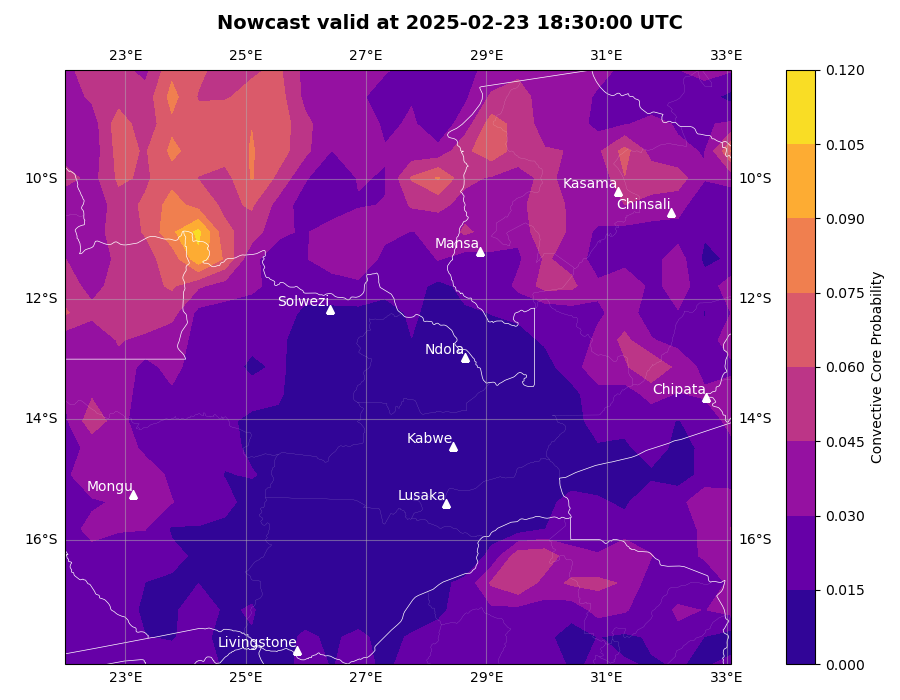 Nowcast valid at 2025-02-23 18:30:00 UTC
23°E 25°E 27°E 29°E 31°E 33°E
0.120
0.105
10°S 10°S
Kasama
Chinsali
0.090
Mansa
0.075
12°S 12°S
Solwezi
Ndola
0.060
Chipata
14°S 14°S
Kabwe
0.045
Mongu
Lusaka
0.030
16°S 16°S
0.015
Livingstone
0.000
23°E 25°E 27°E 29°E 31°E 33°E
Convective Core Probability